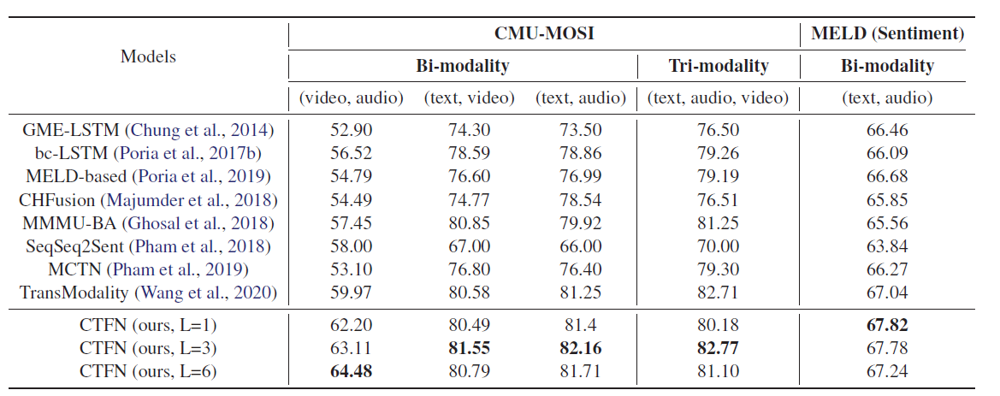 CMU-MOSI MELD (Sentiment)
Models
Bi-modality Tri-modality Bi-modality
(video, audio) (text, video) (text, audio) (text, audio, video) (text, audio)
GME-LSTM (Chung et al., 2014) 52.90 74.30 73.50 76.50 66.46
bc-LSTM (Poria et al., 2017b) 56.52 78.59 78.86 79.26 66.09
MELD-based (Poria et al., 2019) 54.79 76.60 76.99 79.19 66.68
CHFusion (Majumder et al., 2018) 54.49 74.77 78.54 76.51 65.85
MMMU-BA (Ghosal et al., 2018) 57.45 80.85 79.92 81.25 65.56
SeqSeq2Sent (Pham et al., 2018) 58.00 67.00 66.00 70.00 63.84
MCTN (Pham et al., 2019) 53.10 76.80 76.40 79.30 66.27
TransModality (Wang et al., 2020) 59.97 80.58 81.25 82.71 67.04
CTFN (ours, L=1) 62.20 80.49 81.4 80.18 67.82
CTFN (ours, L=3) 63.11 81.55 82.16 82.77 67.78
CTFN (ours, L=6) 64.48 80.79 81.71 81.10 67.24